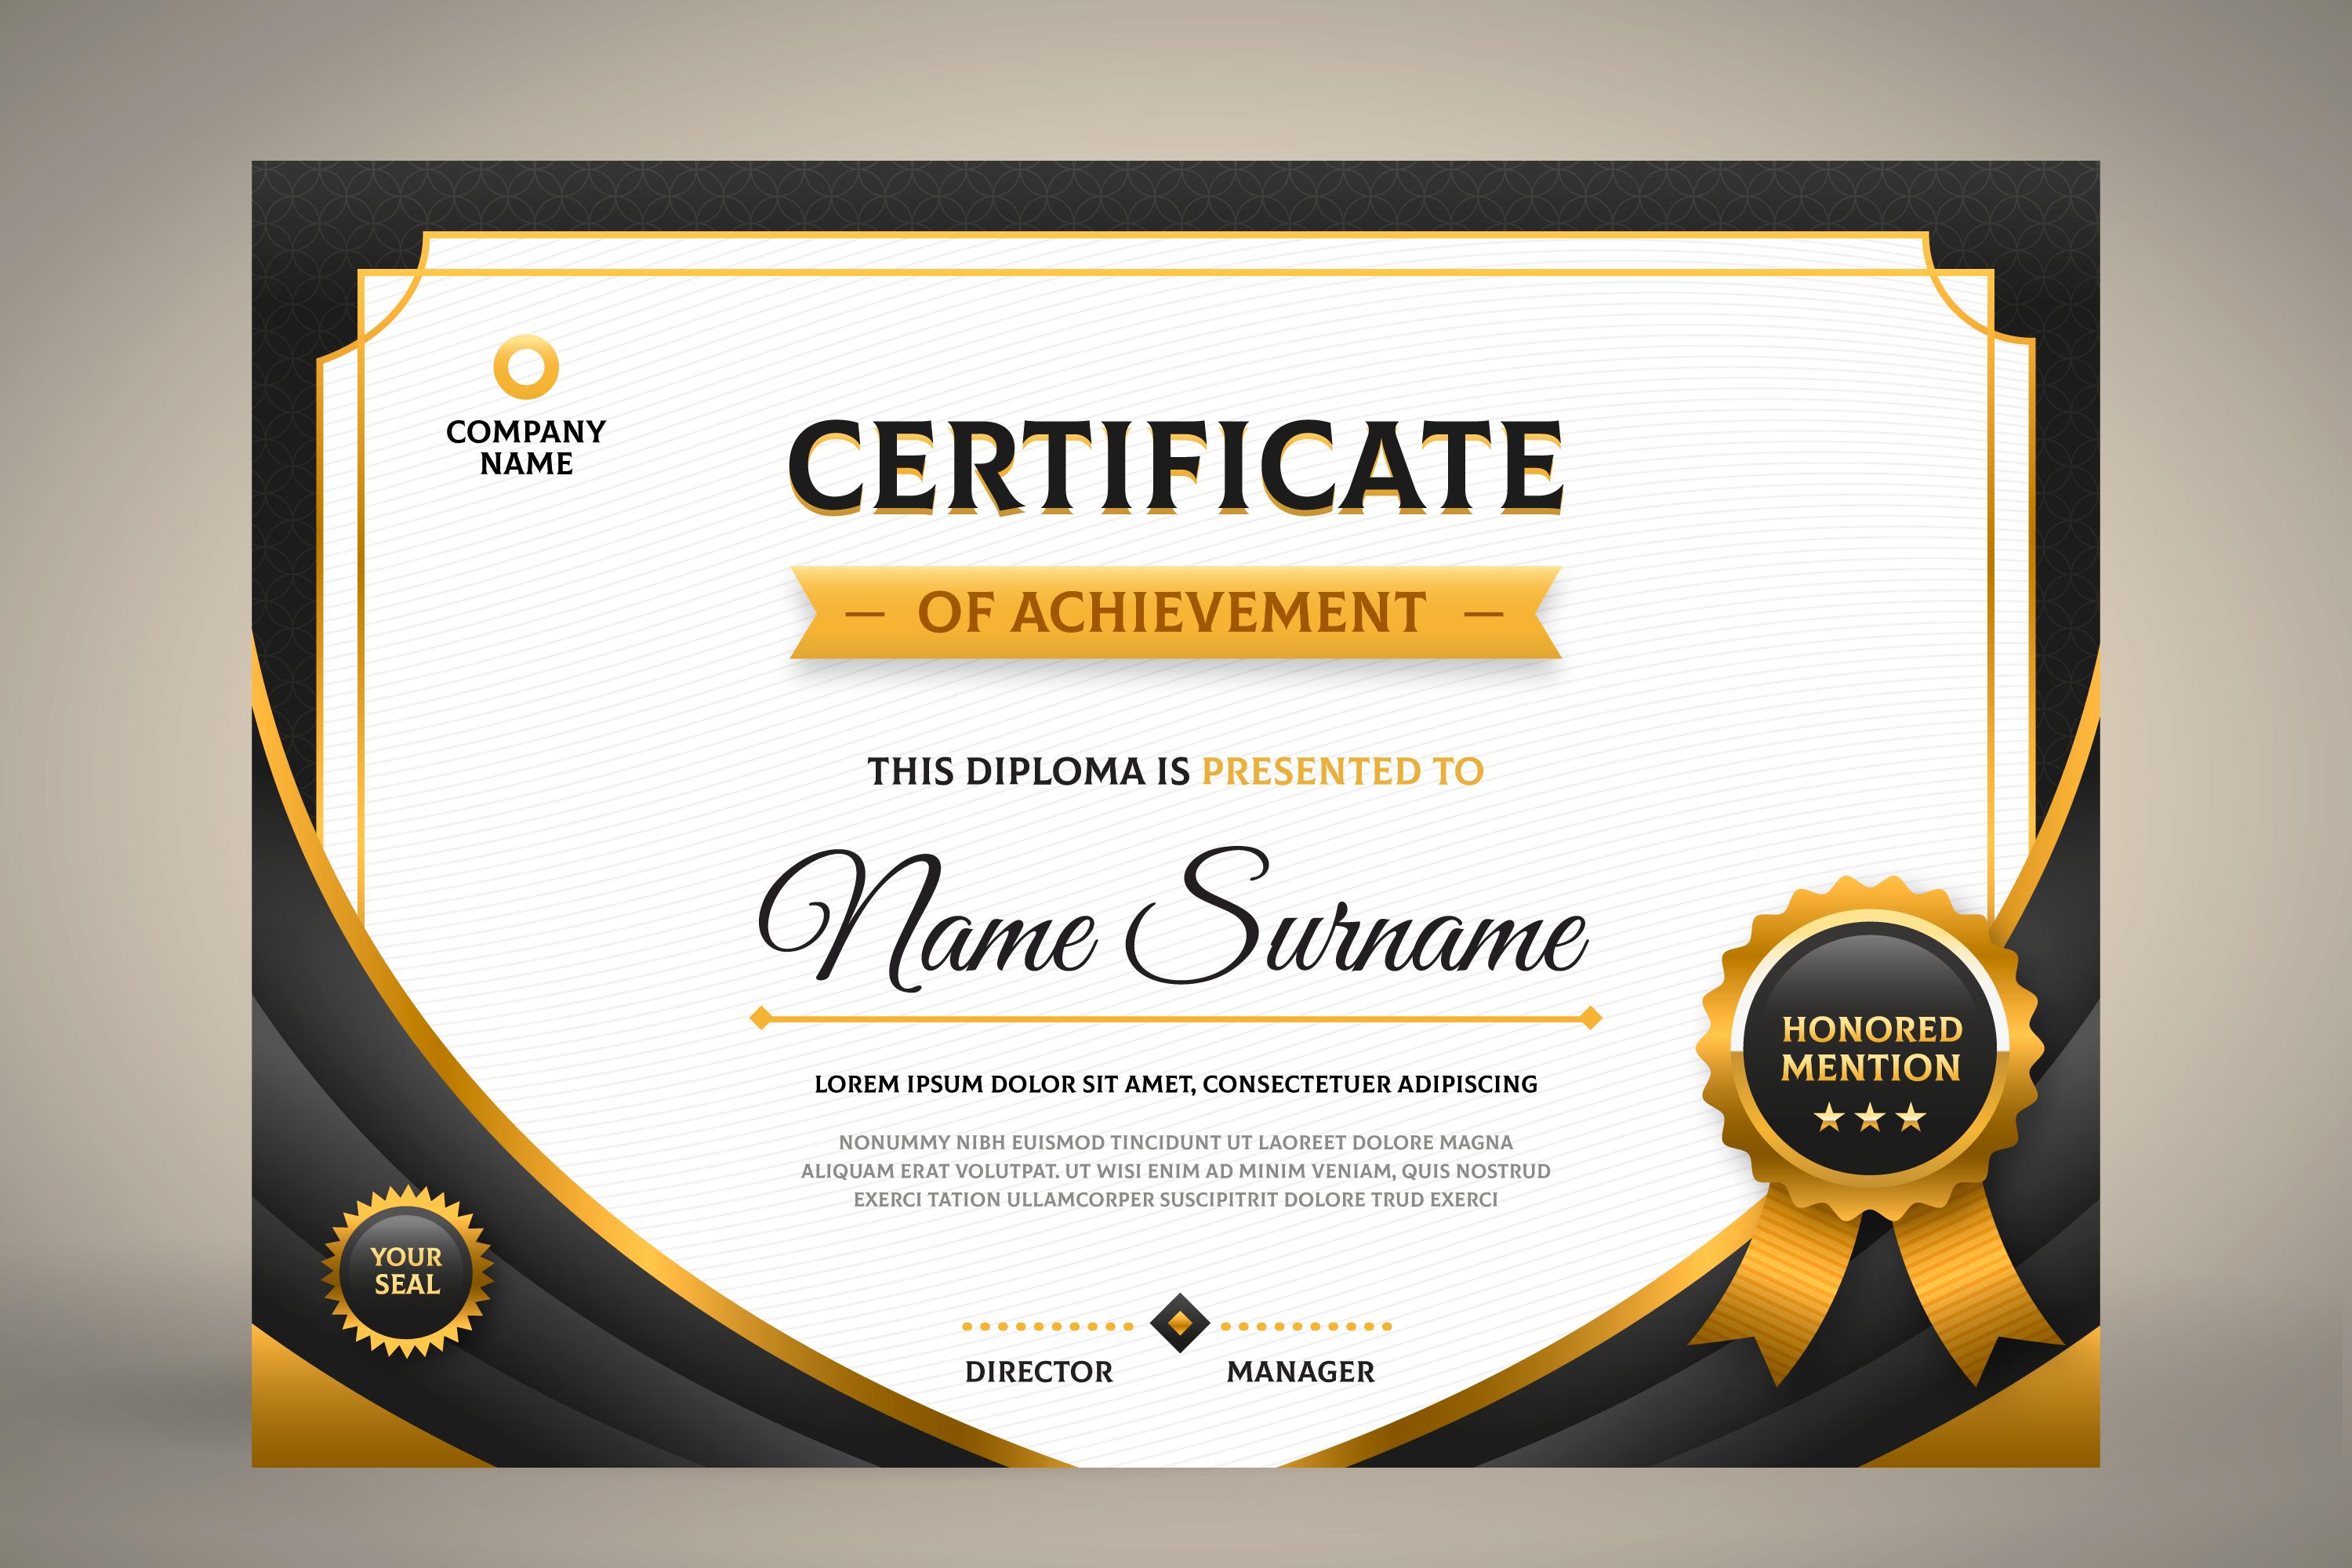 COMPANY
NAME
CERTIFICATE
— OF ACHIEVEMENT —
THIS DIPLOMA IS PRESENTED TO
Name Surname
LOREM IPSUM DOLOR SIT AMET, CONSECTETUER ADIPISCING
NONUMMY NIBH EUISMOD TINCIDUNT UT LAOREET DOLORE MAGNA
ALIQUAM ERAT VOLUTPAT. UT WISI ENIM AD MINIM VENIAM, QUIS NOSTRUD
EXERCI TATION ULLAMCORPER SUSCIPITRIT DOLORE TRUD EXERCI
HONORED
MENTION
YOUR
SEAL
DIRECTOR
MANAGER